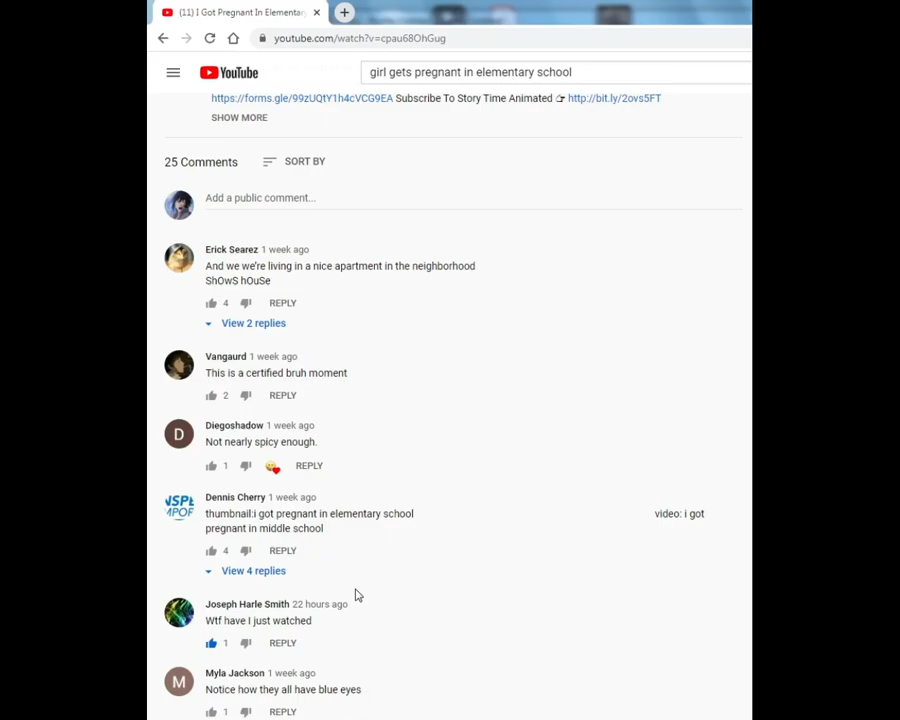 (11) I Got Pregnant In Elementary
youtube.com/watch?v=cpau68OhGug
YouTube
girl gets pregnant in elementary school
https://forms.gle/99zUQtY1h4cVCG9EA Subscribe To Story Time Animated 👉 http://bit.ly/2ovs5FT
SHOW MORE
25 Comments SORT BY
Add a public comment...
Erick Searez 1 week ago
And we we're living in a nice apartment in the neighborhood
ShOwS hOuSe
4 REPLY
View 2 replies
Vangaurd 1 week ago
This is a certified bruh moment
2 REPLY
D
Diegoshadow 1 week ago
Not nearly spicy enough.
1 REPLY
Dennis Cherry 1 week ago
thumbnail:i got pregnant in elementary school video: i got
pregnant in middle school
4 REPLY
View 4 replies
Joseph Harle Smith 22 hours ago
Wtf have I just watched
1 REPLY
M
Myla Jackson 1 week ago
Notice how they all have blue eyes
1 REPLY